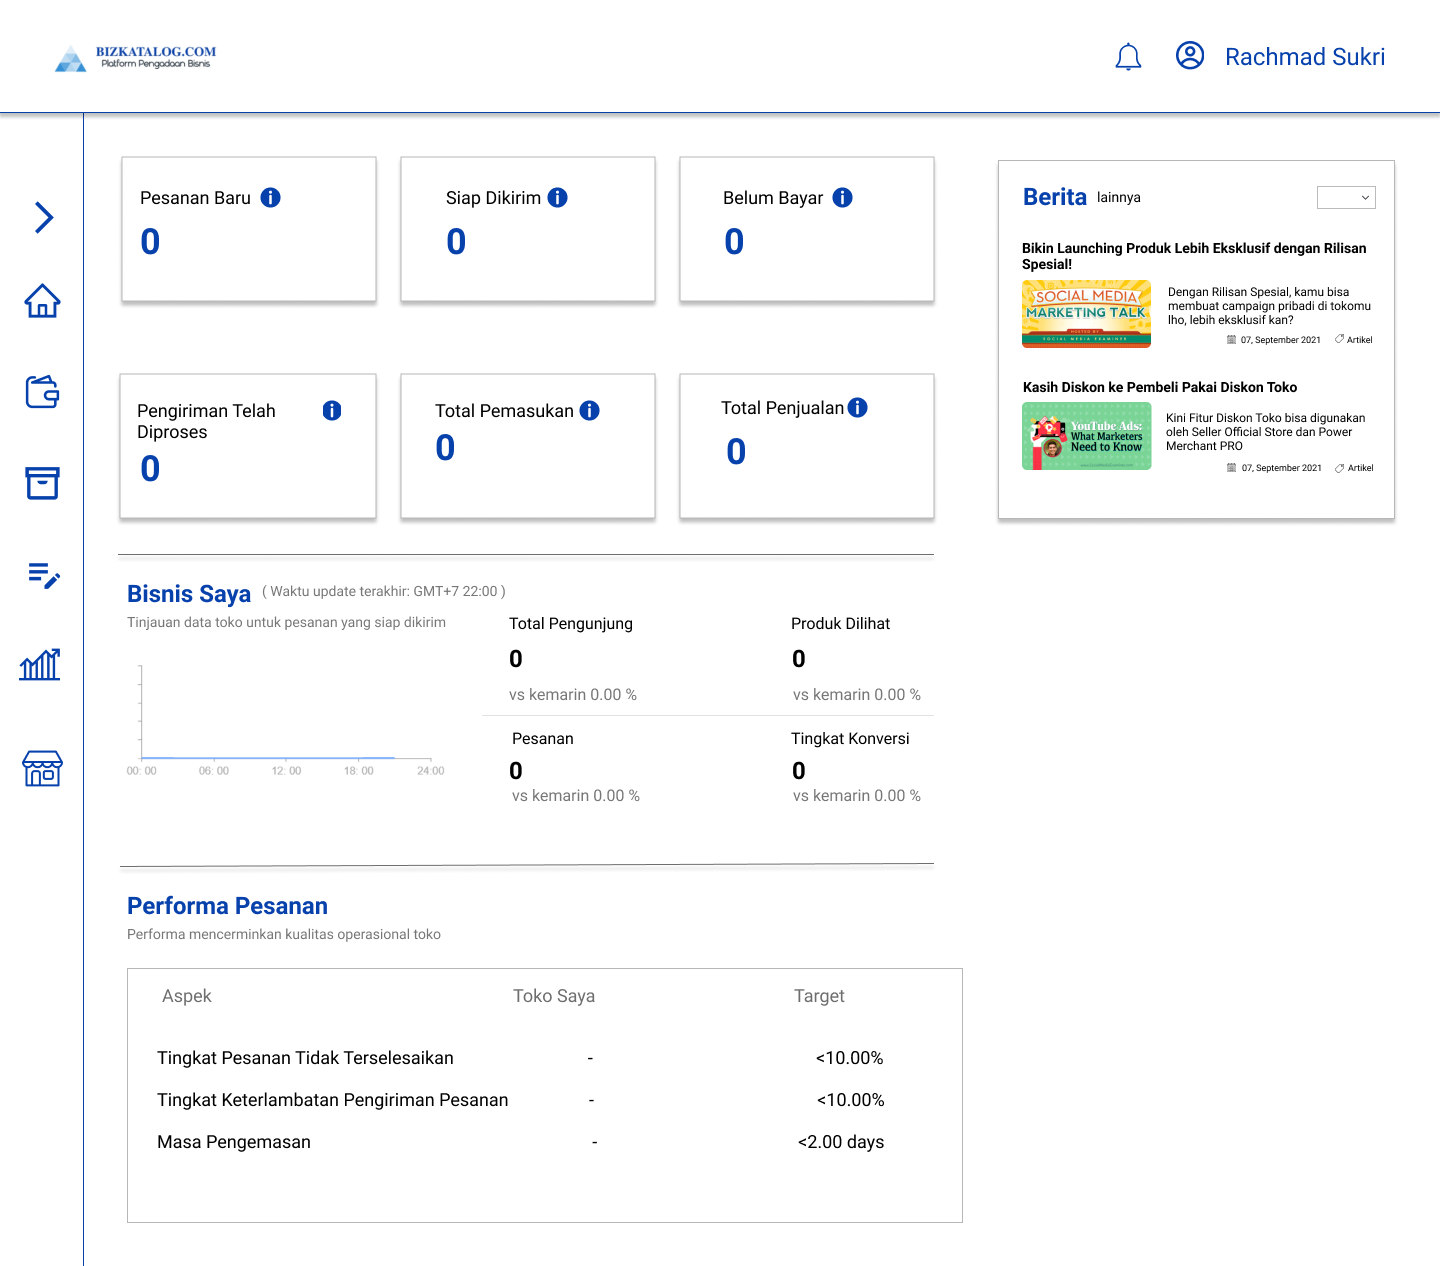 BIZKATALOG.COM
Platform Pengadaan Bisnis
Rachmad Sukri
Pesanan Baru
0
Siap Dikirim
0
Belum Bayar
0
Pengiriman Telah
Diproses
0
Total Pemasukan
0
Total Penjualan
0
Berita lainnya
Bikin Launching Produk Lebih Eksklusif dengan Rilisan
Spesial!
SOCIAL MEDIA
MARKETING TALK
HOSTED BY
SOCIAL MEDIA EXAMINER
Dengan Rilisan Spesial, kamu bisa
membuat campaign pribadi di tokomu
lho, lebih eksklusif kan?
07, September 2021 Artikel
Kasih Diskon ke Pembeli Pakai Diskon Toko
YouTube Ads:
What Marketers
Need to Know
Kini Fitur Diskon Toko bisa digunakan
oleh Seller Official Store dan Power
Merchant PRO
07, September 2021 Artikel
Bisnis Saya ( Waktu update terakhir: GMT+7 22:00 )
Tinjauan data toko untuk pesanan yang siap dikirim
00: 00 06: 00 12: 00 18: 00 24:00
Total Pengunjung
0
vs kemarin 0.00 %
Produk Dilihat
0
vs kemarin 0.00 %
Pesanan
0
vs kemarin 0.00 %
Tingkat Konversi
0
vs kemarin 0.00 %
Performa Pesanan
Performa mencerminkan kualitas operasional toko
Aspek Toko Saya Target
Tingkat Pesanan Tidak Terselesaikan - <10.00%
Tingkat Keterlambatan Pengiriman Pesanan - <10.00%
Masa Pengemasan - <2.00 days